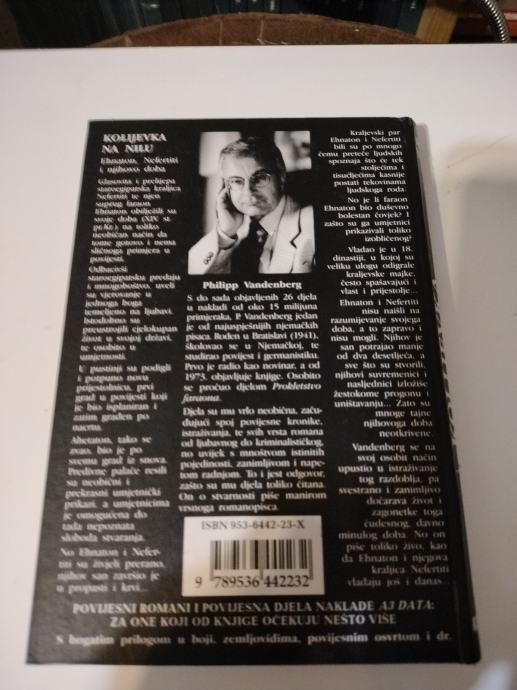 KOLIJEVKA
NA NILU
Ehnaton, Nefertiti
i njihovo doba
Glasovita i prelijepa
staroegipatska kraljica
Nefertiti te njen
suprug faraon
Ehnaton obilježili su
svoje doba (XIV st.
pr.Kr.) na toliko
neobičan način da
tome gotovo i nema
sličnoga primjera u
povijesti.
Odbacivši
staroegipatsku predaju
i mnogoboštvo, uveli
su vjerovanje u
jednoga boga
temeljeno na ljubavi.
Istodobno su
preustrojili cjelokupan
život u svojoj državi,
te osobito u
umjetnosti.
U pustinji su podigli
i potpuno novu
prijestolnicu, prvi
grad u povijesti koji
je bio isplaniran i
zatim građen po
nacrtu.
Ahetaton, tako se
zvao, bio je po
svemu grad iz snova.
Predivne palače resili
su neobični i
prekrasni umjetnički
prikazi, a umjetnicima
je omogućena do
tada nepoznata
sloboda stvaranja.
No Ehnaton i Nefer-
titi su živjeli prerano,
njihov san završio je
u propasti i krvi...
Philipp Vandenberg
S do sada objavljenih 26 djela
u nakladi od oko 15 milijuna
primjeraka, P. Vandenberg jedan
je od najuspješnijih njemačkih
pisaca. Rođen u Bratislavi (1941),
školovao se u Njemačkoj, te
studirao povijest i germanistiku.
Prvo je radio kao novinar, a od
1973. objavljuje knjige. Osobito
se pročuo djelom Prokletstvo
faraona.
Djela su mu vrlo neobična, začu-
đujući spoj povijesne kronike,
istraživanja, te svih vrsta romana
od ljubavnog do kriminalističkog,
no uvijek s mnoštvom istinitih
pojedinosti, zanimljivom i nape-
tom radnjom. To i jest odgovor,
zašto su mu djela toliko čitana.
On o stvarnosti piše manirom
vrsnoga romanopisca.
Kraljevski par
Ehnaton i Nefertiti
bili su po mnogo
čemu preteče ljudskih
spoznaja što će tek
stoljećima i
tisućljećima kasnije
postati tekovinama
ljudskoga roda.
No je li faraon
Ehnaton bio duševno
bolestan čovjek? I
zašto su ga umjetnici
prikazivali toliko
izobličenog?
Vladao je u 18.
dinastiji, u kojoj su
veliku ulogu odigrale
kraljevske majke,
često spašavajući i
vlast i prijestolje...
Ehnaton i Nefertiti
nisu naišli na
razumijevanje svojega
doba, a to zapravo i
nisu mogli. Njihov je
san potrajao manje
od dva desetljeća, a
sve što su stvorili,
njihovi suvremenici i
nasljednici izložiše
žestokome progonu i
uništavanju... Zato su
mnoge tajne
njihovoga doba
neotkrivene.
Vandenberg se na
svoj osobit način
upustio u istraživanje
tog razdoblja, pa
svestrano i zanimljivo
dočarava život i
zagonetke toga
čudesnog, davno
minulog doba. No on
piše toliko živo, kao
da Ehnaton i njegova
kraljica Nefertiti
vladaju još i danas...
ISBN 953-6442-23-X
9 789536 442232
POVIJESNI ROMANI I POVIJESNA DJELA NAKLADE A3 DATA:
ZA ONE KOJI OD KNJIGE OČEKUJU NEŠTO VIŠE
S bogatim prilogom u boji, zemljovidima, povijesnim osvrtom i dr.